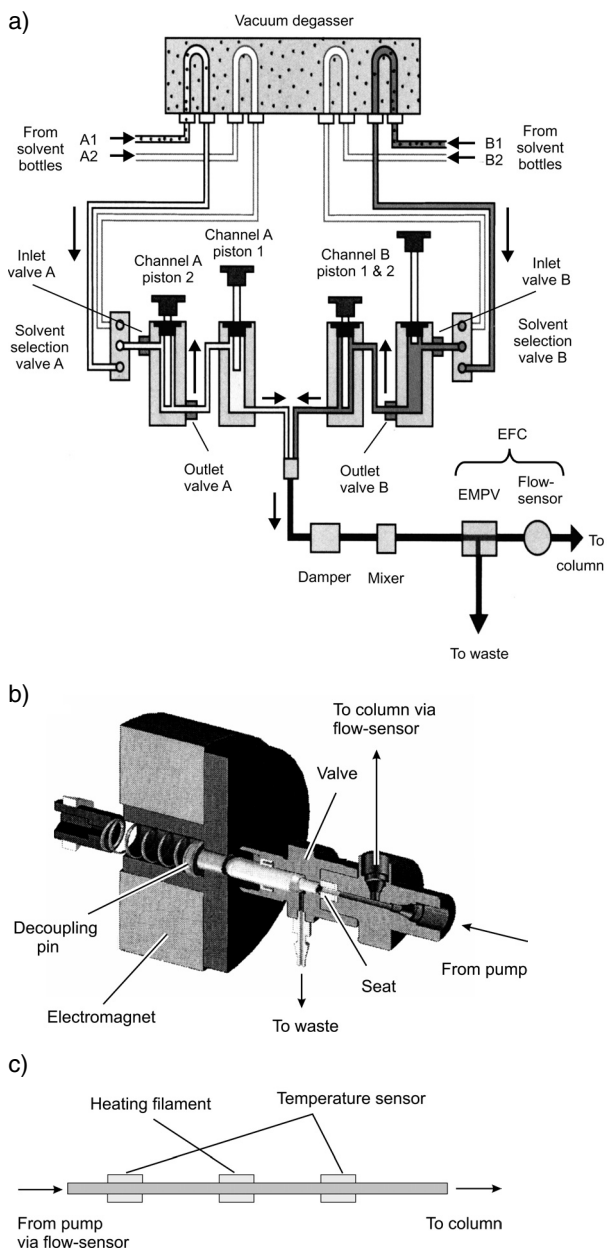 a)
Vacuum degasser
From
solvent
bottles
A1
A2
B1
B2
From
solvent
bottles
Inlet
valve A
Channel A
piston 2
Channel A
piston 1
Channel B
piston 1 & 2
Inlet
valve B
Solvent
selection
valve A
Solvent
selection
valve B
Outlet
valve A
Outlet
valve B
EFC
EMPV
Flow-
sensor
Damper
Mixer
To
column
To waste
b)
To column via
flow-sensor
Valve
Decoupling
pin
Electromagnet
Seat
From pump
To waste
c)
Heating filament
Temperature sensor
From pump
via flow-sensor
To column